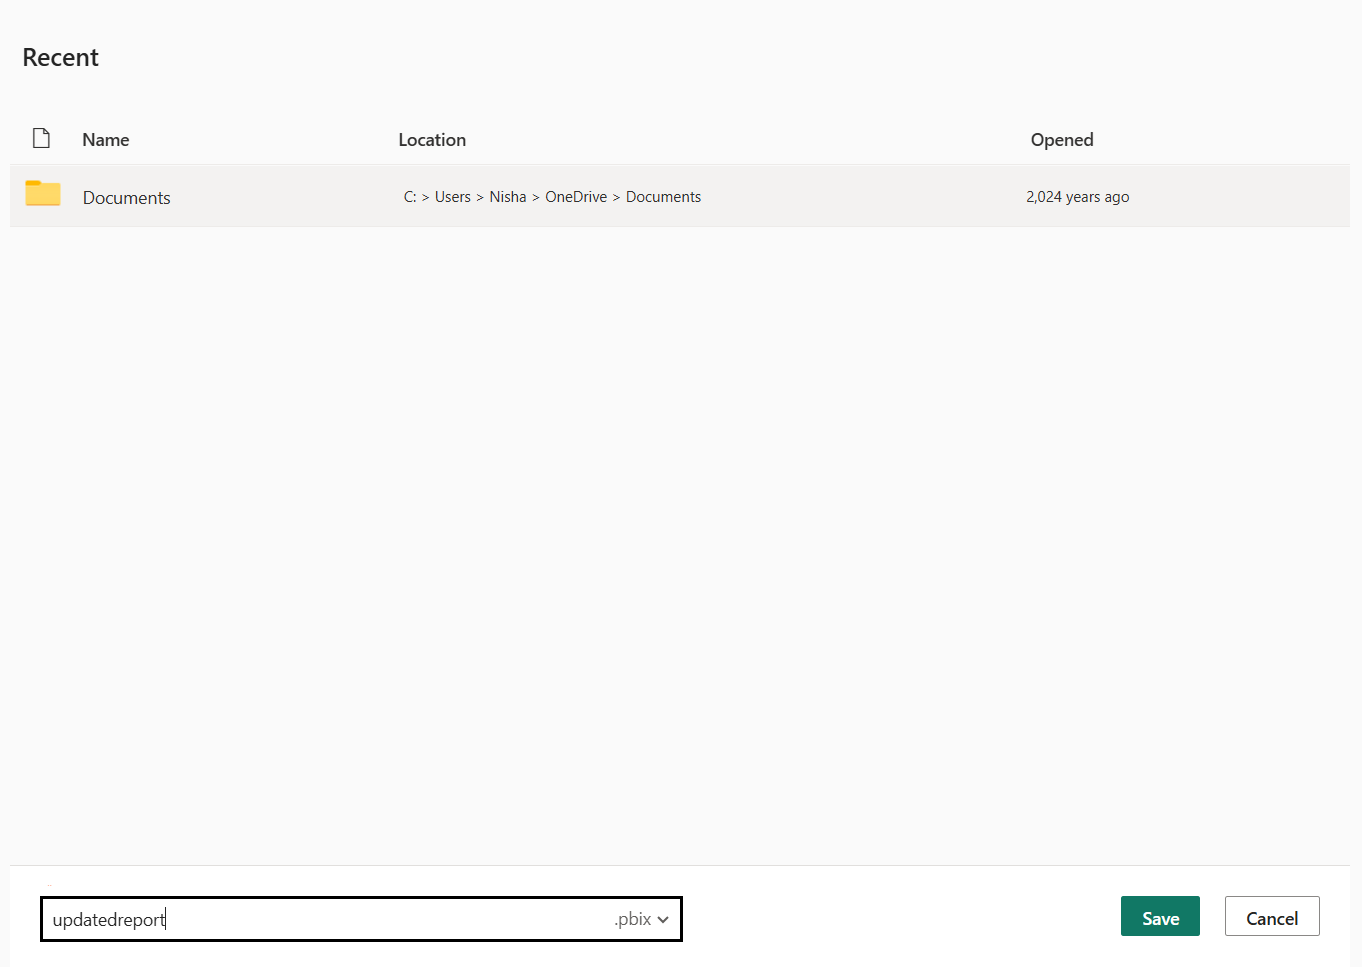 Recent
Name Location Opened
Documents C: > Users > Nisha > OneDrive > Documents 2,024 years ago
updatedreport .pbix Save Cancel